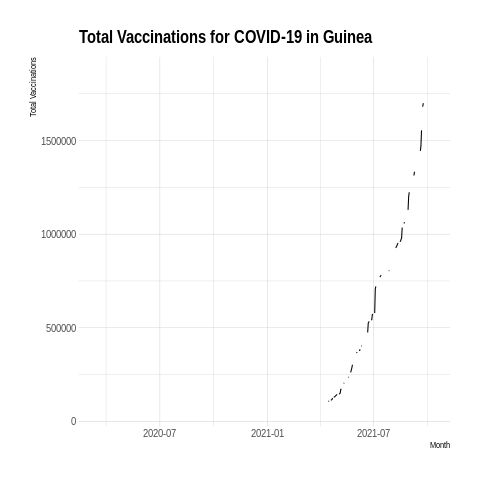 Total Vaccinations for COVID-19 in Guinea
Total Vaccinations
1500000
1000000
500000
0
2020-07 2021-01 2021-07
Month